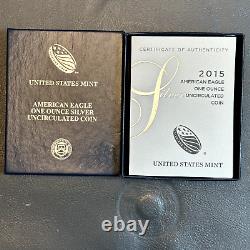 UNITED STATES MINT
AMERICAN EAGLE
ONE OUNCE SILVER
UNCIRCULATED COIN
CERTIFICATE OF AUTHENTICITY
2015
AMERICAN EAGLE
ONE OUNCE
Silver
UNCIRCULATED
COIN
UNITED STATES MINT